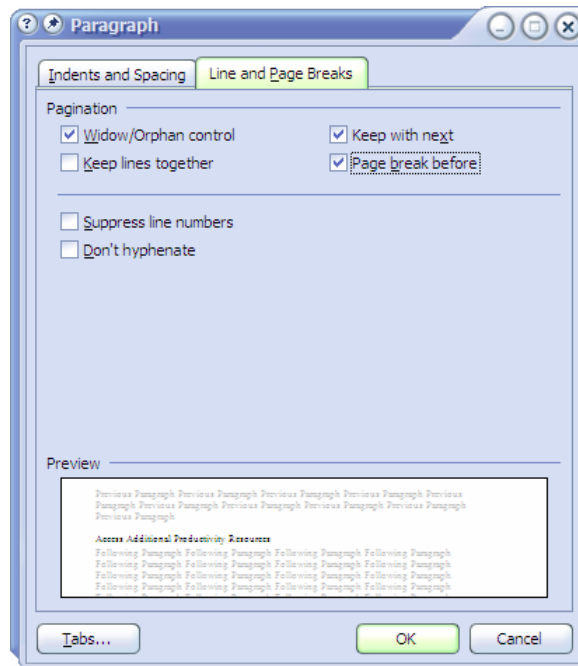 Paragraph
Indents and Spacing Line and Page Breaks
Pagination
Widow/Orphan control Keep with next
Keep lines together Page break before
Suppress line numbers
Don't hyphenate
Preview
Previous Paragraph Previous Paragraph Previous Paragraph Previous Paragraph Previous
Paragraph Previous Paragraph Previous Paragraph Previous Paragraph Previous Paragraph
Previous Paragraph
Access Additional Productivity Resources
Following Paragraph Following Paragraph Following Paragraph Following Paragraph
Following Paragraph Following Paragraph Following Paragraph Following Paragraph
Following Paragraph Following Paragraph Following Paragraph Following Paragraph
Following Paragraph Following Paragraph Following Paragraph Following Paragraph
Tabs... OK Cancel